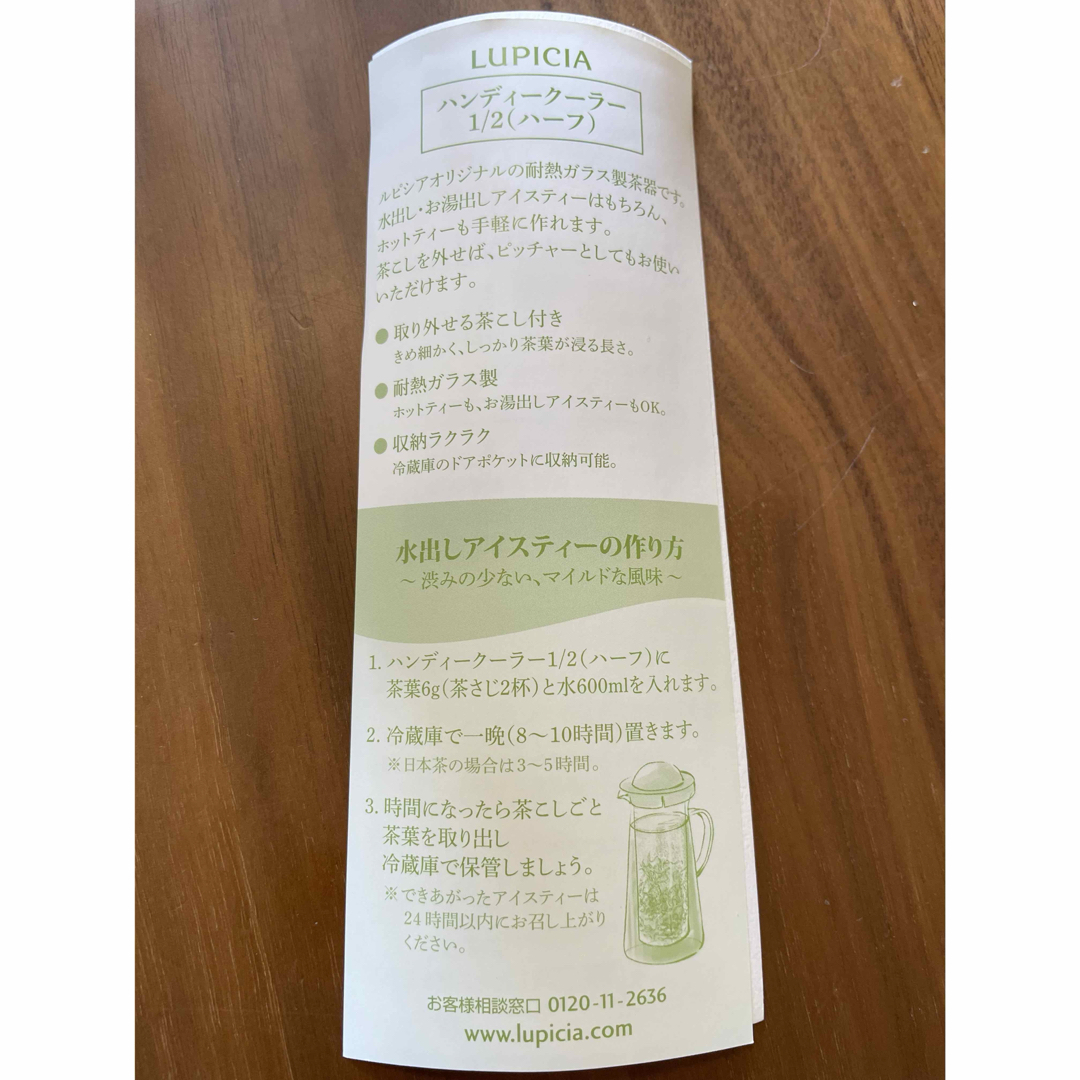 LUPICIA
ハンディークーラー
1/2(ハーフ)
ルピシアオリジナルの耐熱ガラス製茶器です。
水出し・お湯出しアイスティーはもちろん、
ホットティーも手軽に作れます。
茶こしを外せば、ピッチャーとしてもお使い
いただけます。
● 取り外せる茶こし付き
きめ細かく、しっかり茶葉が浸る長さ。
● 耐熱ガラス製
ホットティーも、お湯出しアイスティーもOK。
● 収納ラクラク
冷蔵庫のドアポケットに収納可能。
水出しアイスティーの作り方
～渋みの少ない、マイルドな風味～
1. ハンディークーラー1/2(ハーフ)に
茶葉6g(茶さじ2杯)と水600mlを入れます。
2. 冷蔵庫で一晩(8～10時間)置きます。
※日本茶の場合は3～5時間。
3. 時間になったら茶こしごと
茶葉を取り出し
冷蔵庫で保管しましょう。
※できあがったアイスティーは
24時間以内にお召し上がり
ください。
お客様相談窓口 0120-11-2636
www.lupicia.com